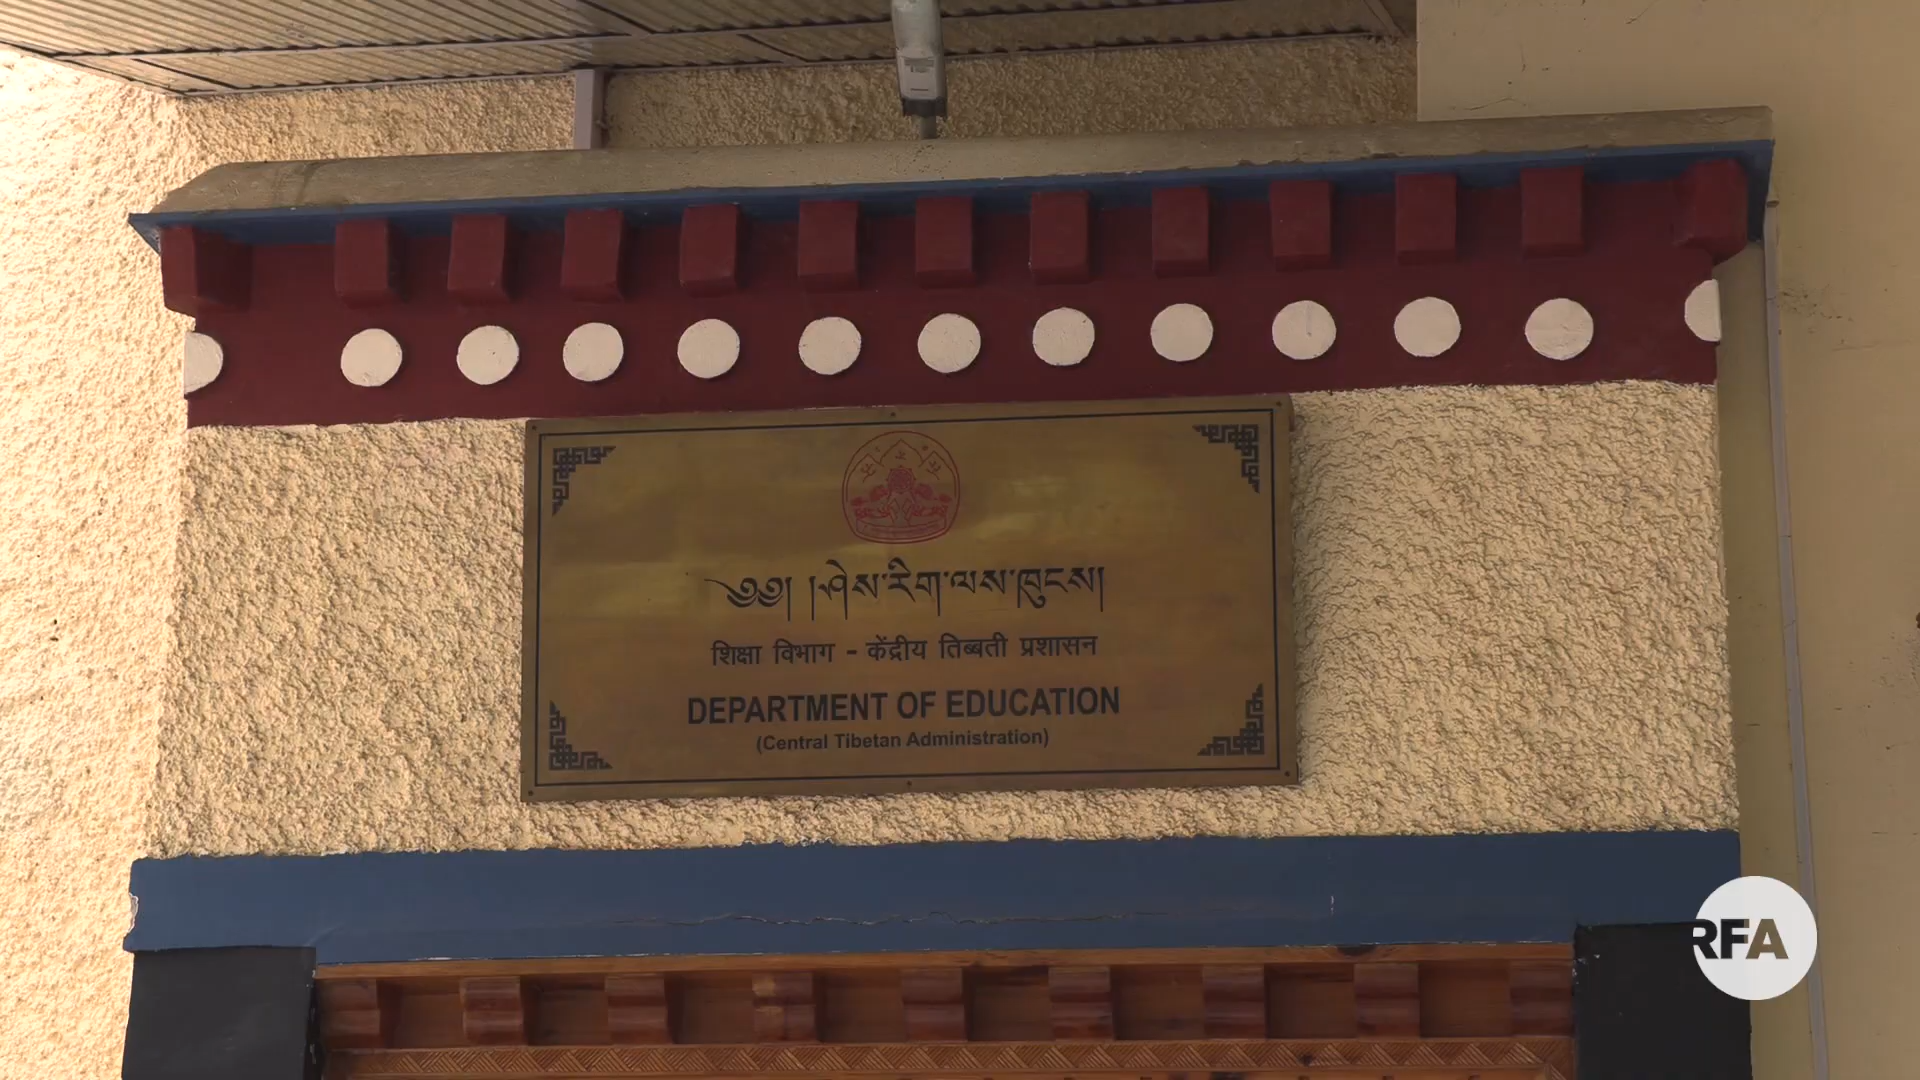 ༄༅། །ཤེས་རིག་ལས་ཁུངས།
शिक्षा विभाग - केंद्रीय तिब्बती प्रशासन
DEPARTMENT OF EDUCATION
(Central Tibetan Administration)
RFA